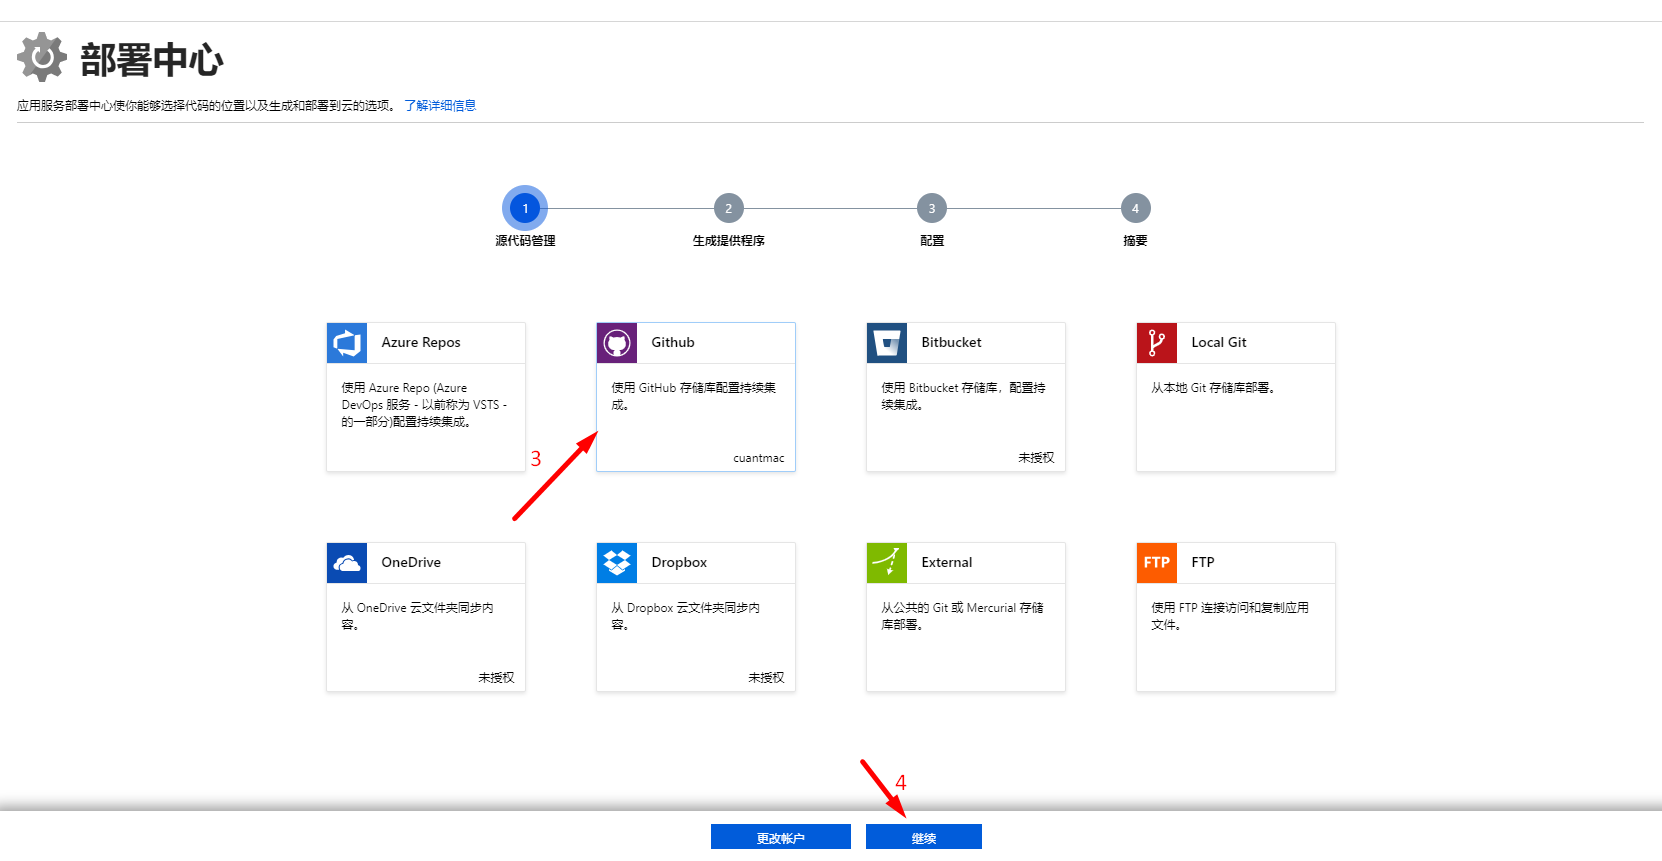 部署中心
应用服务部署中心使你能够选择代码的位置以及生成和部署到云的选项。 了解详细信息
1
2
3
4
源代码管理
生成提供程序
配置
摘要
Azure Repos
使用 Azure Repo (Azure
DevOps 服务 - 以前称为 VSTS -
的一部分)配置持续集成。
Github
使用 GitHub 存储库配置持续集
成。
cuantmac
Bitbucket
使用 Bitbucket 存储库，配置持
续集成。
未授权
Local Git
从本地 Git 存储库部署。
3
OneDrive
从 OneDrive 云文件夹同步内
容。
未授权
Dropbox
从 Dropbox 云文件夹同步内
容。
未授权
External
从公共的 Git 或 Mercurial 存储
库部署。
FTP
FTP
使用 FTP 连接访问和复制应用
文件。
4
更改帐户
继续